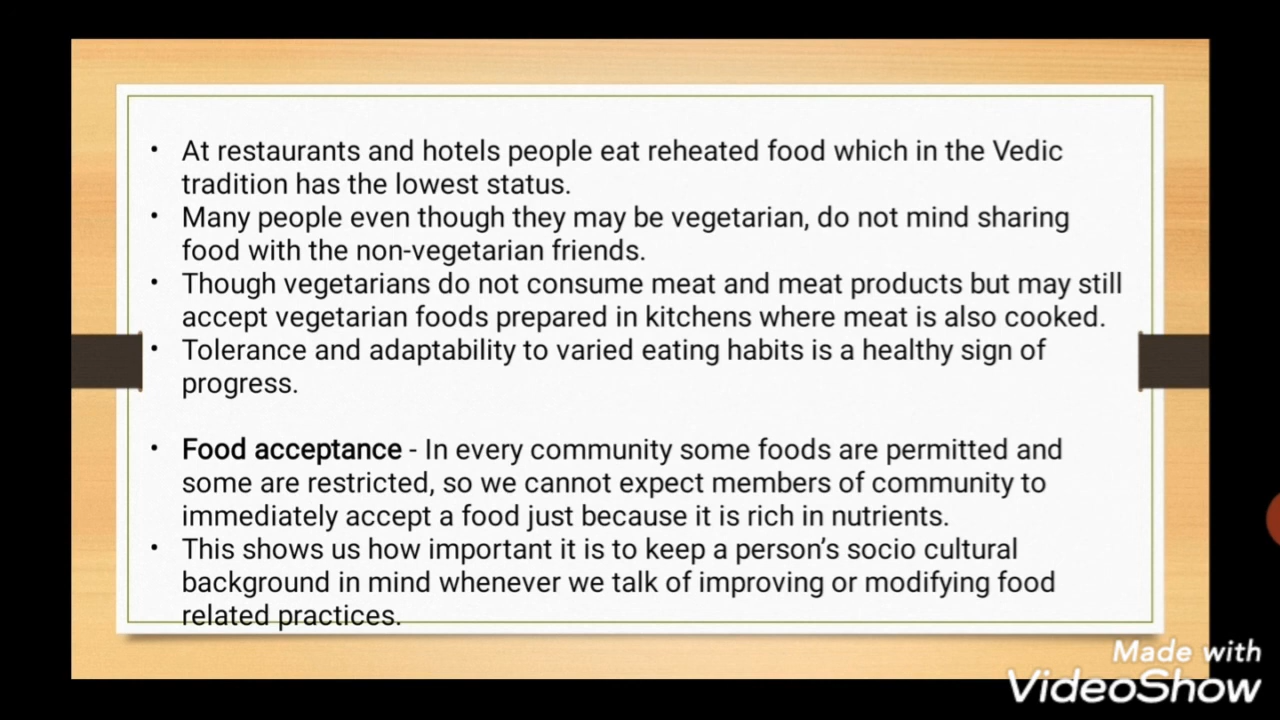 • At restaurants and hotels people eat reheated food which in the Vedic
tradition has the lowest status.
• Many people even though they may be vegetarian, do not mind sharing
food with the non-vegetarian friends.
• Though vegetarians do not consume meat and meat products but may still
accept vegetarian foods prepared in kitchens where meat is also cooked.
• Tolerance and adaptability to varied eating habits is a healthy sign of
progress.
• Food acceptance - In every community some foods are permitted and
some are restricted, so we cannot expect members of community to
immediately accept a food just because it is rich in nutrients.
• This shows us how important it is to keep a person’s socio cultural
background in mind whenever we talk of improving or modifying food
related practices.
Made with
VideoShow